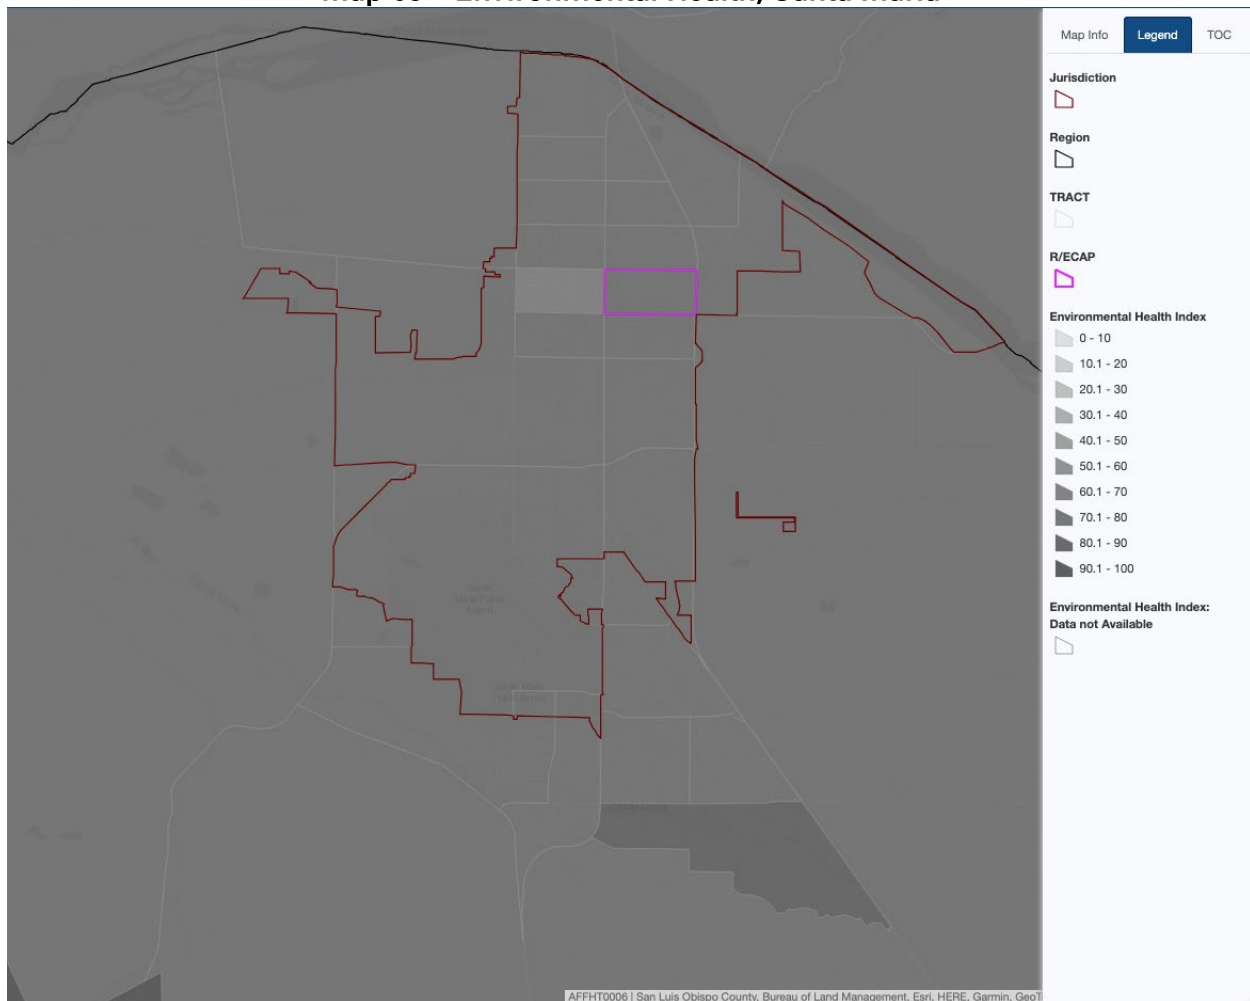 Map Info Legend TOC
Jurisdiction
Region
TRACT
R/ECAP
Environmental Health Index
0 - 10
10.1 - 20
20.1 - 30
30.1 - 40
40.1 - 50
50.1 - 60
60.1 - 70
70.1 - 80
80.1 - 90
90.1 - 100
Environmental Health Index:
Data not Available
AFFHT0006 | San Luis Obispo County, Bureau of Land Management, Esri, HERE, Garmin, GeoT